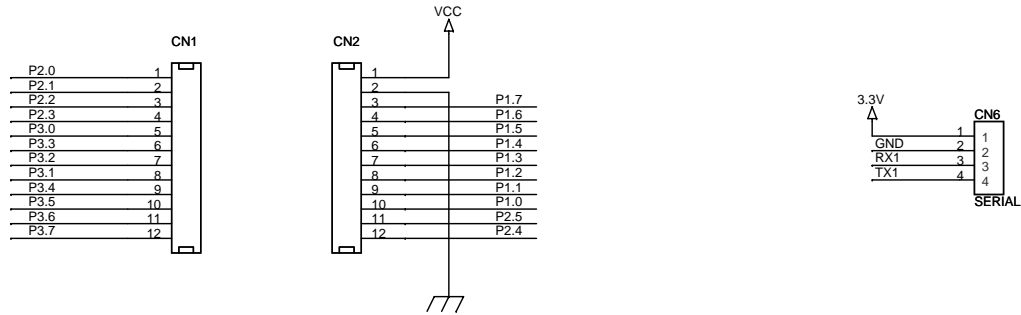 VCC
CN1
CN2
P2.0 1
P2.1 2
P2.2 3
P2.3 4
P3.0 5
P3.3 6
P3.2 7
P3.1 8
P3.4 9
P3.5 10
P3.6 11
P3.7 12
1
2
3 P1.7
4 P1.6
5 P1.5
6 P1.4
7 P1.3
8 P1.2
9 P1.1
10 P1.0
11 P2.5
12 P2.4
3.3V
CN6
1 1
GND 2 2
RX1 3 3
TX1 4 4
SERIAL